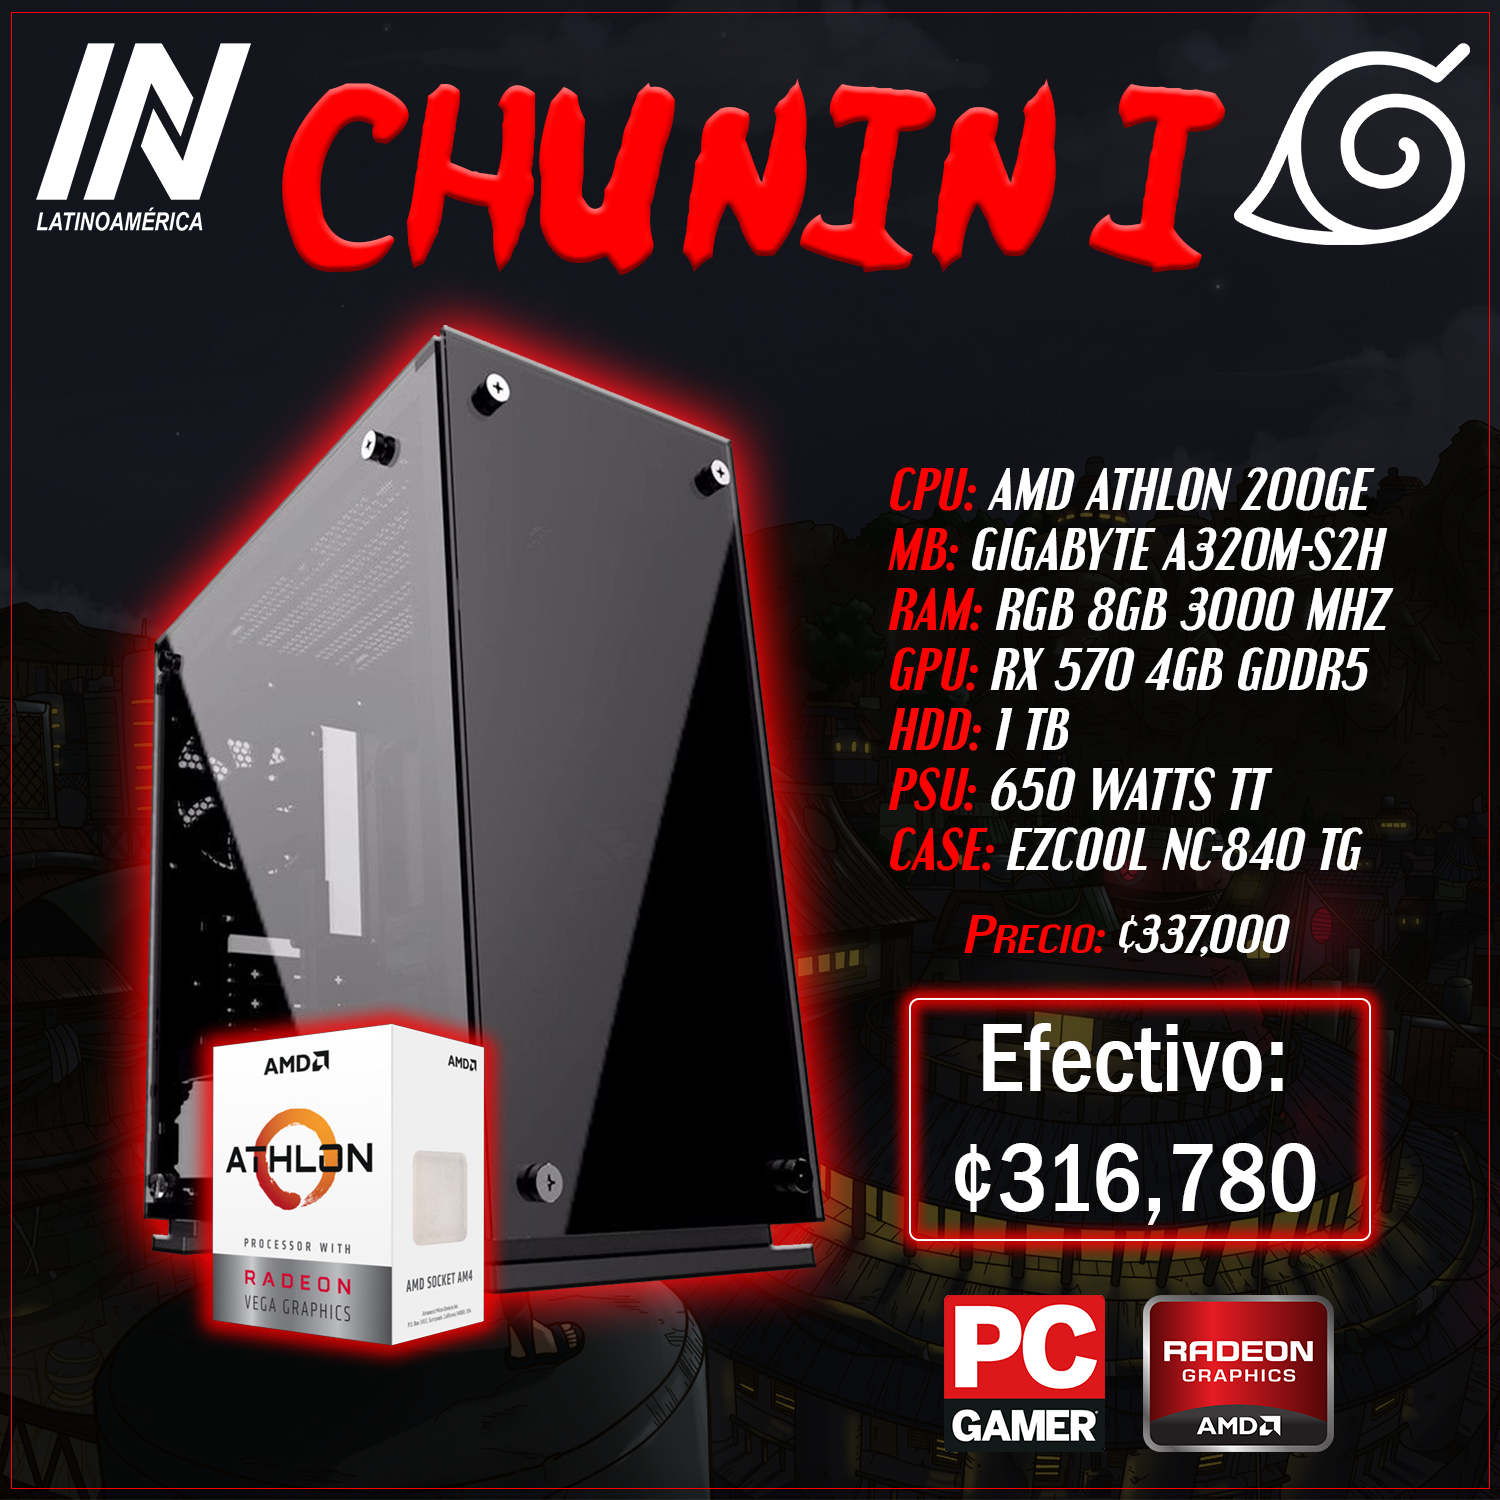 IN
LATINOAMÉRICA
CHUNIN I
CPU: AMD ATHLON 200GE
MB: GIGABYTE A320M-S2H
RAM: RGB 8GB 3000 MHZ
GPU: RX 570 4GB GDDR5
HDD: 1 TB
PSU: 650 WATTS TT
CASE: EZCOOL NC-840 TG
PRECIO: ₵337,000
Efectivo:
₵316,780
AMD
ATHLON
PROCESSOR WITH
RADEON
VEGA GRAPHICS
AMD
AMD SOCKET AM4
PC
GAMER
RADEON
GRAPHICS
AMD